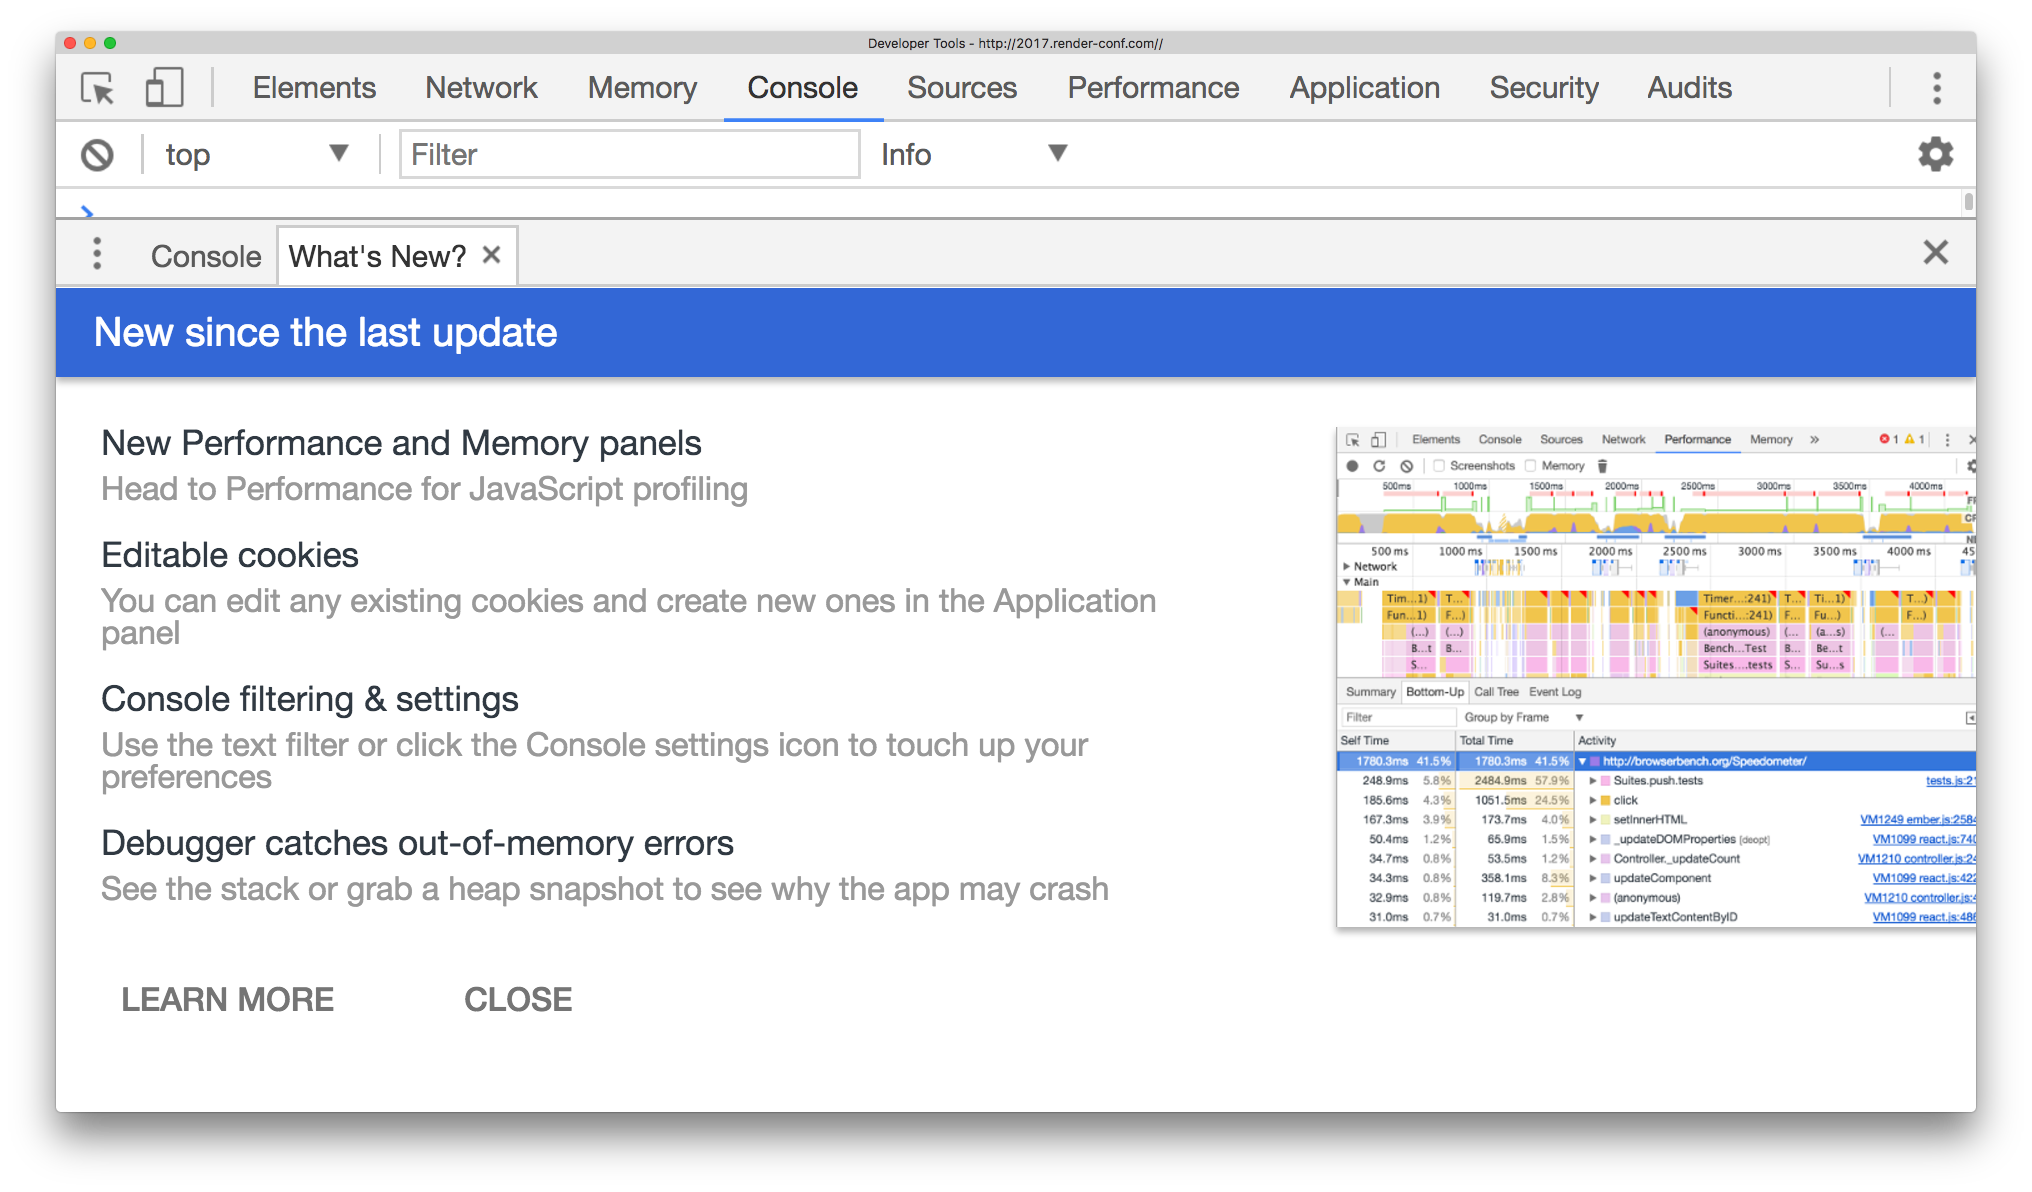 Developer Tools - http://2017.render-conf.com//
Elements Network Memory Console Sources Performance Application Security Audits
top Filter Info
Console What's New?
New since the last update
New Performance and Memory panels
Head to Performance for JavaScript profiling
Editable cookies
You can edit any existing cookies and create new ones in the Application
panel
Console filtering & settings
Use the text filter or click the Console settings icon to touch up your
preferences
Debugger catches out-of-memory errors
See the stack or grab a heap snapshot to see why the app may crash
LEARN MORE CLOSE
Elements Console Sources Network Performance Memory » 1 1
Screenshots Memory
500ms 1000ms 1500ms 2000ms 2500ms 3000ms 3500ms 4000ms
500 ms 1000 ms 1500 ms 2000 ms 2500 ms 3000 ms 3500 ms 4000 ms 45
Network
Main
Tim...1) T... Timer...:241) T... Ti...1) T...)
Fun...1) F...) Functi...:241) F... Fu...) F...)
(...) (...) (anonymous) (... (a...s) (...
B...t B... Bench...Test B... Be...t
S... S... Suites....tests S... Su...s
Summary Bottom-Up Call Tree Event Log
Filter Group by Frame
Self Time Total Time Activity
1780.3ms 41.5% 1780.3ms 41.5% http://browserbench.org/Speedometer/
248.9ms 5.8% 2484.9ms 57.9% Suites.push.tests tests.js:21
185.6ms 4.3% 1051.5ms 24.5% click
167.3ms 3.9% 173.7ms 4.0% setInnerHTML VM1249 ember.js:2584
50.4ms 1.2% 65.9ms 1.5% _updateDOMProperties [deopt] VM1099 react.js:740
34.7ms 0.8% 53.5ms 1.2% Controller._updateCount VM1210 controller.js:24
34.3ms 0.8% 358.1ms 8.3% updateComponent VM1099 react.js:422
32.9ms 0.8% 119.7ms 2.8% (anonymous) VM1210 controller.js:4
31.0ms 0.7% 31.0ms 0.7% updateTextContentByID VM1099 react.js:486